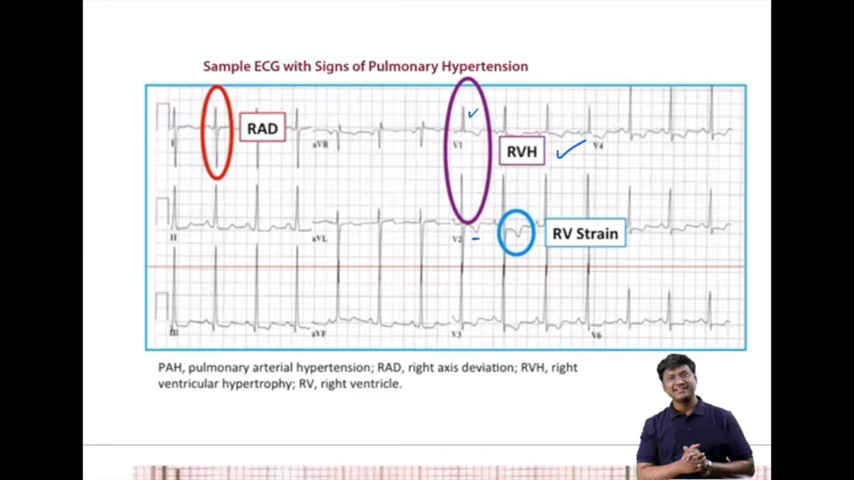 Sample ECG with Signs of Pulmonary Hypertension
I
RAD
aVR
V1
RVH
V4
II
aVL
V2
RV Strain
III
aVF
V3
V6
PAH, pulmonary arterial hypertension; RAD, right axis deviation; RVH, right
ventricular hypertrophy; RV, right ventricle.